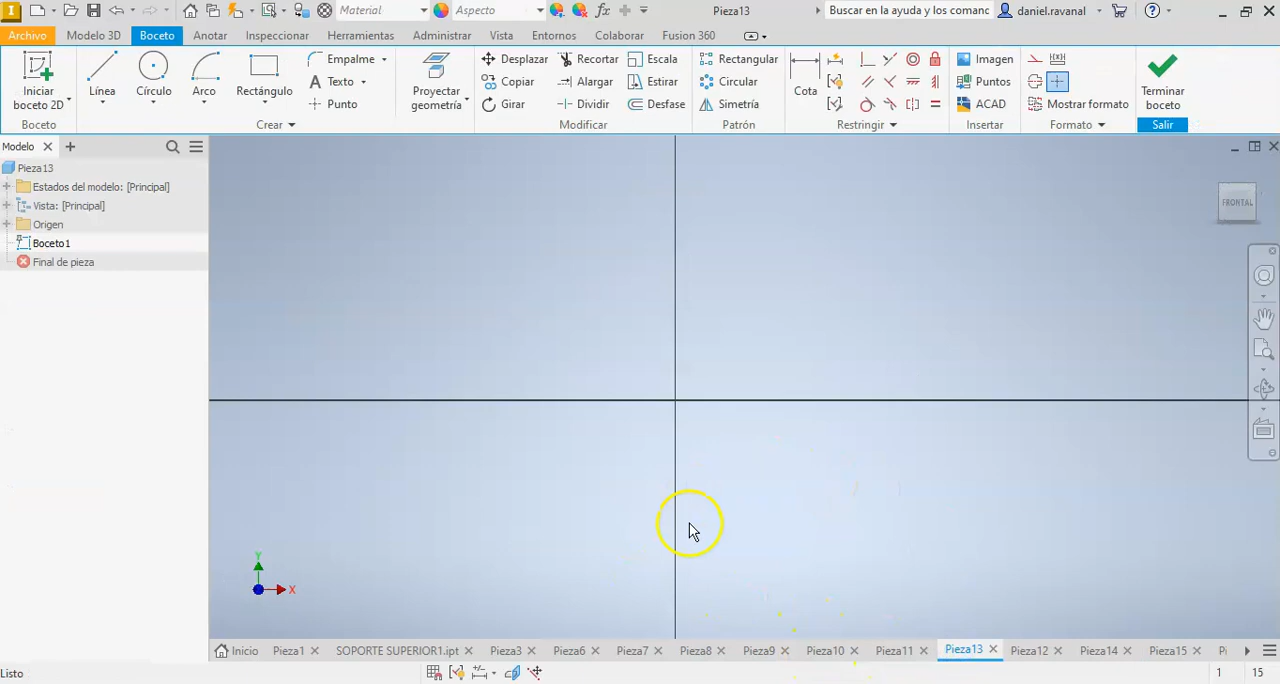 I Material Aspecto fx Pieza13 Buscar en la ayuda y los comanc daniel.ravanal ?
Archivo Modelo 3D Boceto Anotar Inspeccionar Herramientas Administrar Vista Entornos Colaborar Fusion 360
Iniciar boceto 2D Línea Círculo Arco Rectángulo Empalme A Texto Punto Proyectar geometría Desplazar Copiar Girar Recortar Alargar Dividir Escala Estirar Desfase Rectangular Circular Simetría Cota Imagen Puntos ACAD Mostrar formato Terminar boceto
Boceto Crear Modificar Patrón Restringir Insertar Formato Salir
Modelo
Pieza13
Estados del modelo: [Principal]
Vista: [Principal]
Origen
Boceto1
Final de pieza
FRONTAL
Y
X
Inicio Pieza1 SOPORTE SUPERIOR1.ipt Pieza3 Pieza6 Pieza7 Pieza8 Pieza9 Pieza10 Pieza11 Pieza13 Pieza12 Pieza14 Pieza15 Pi
Listo 1 15